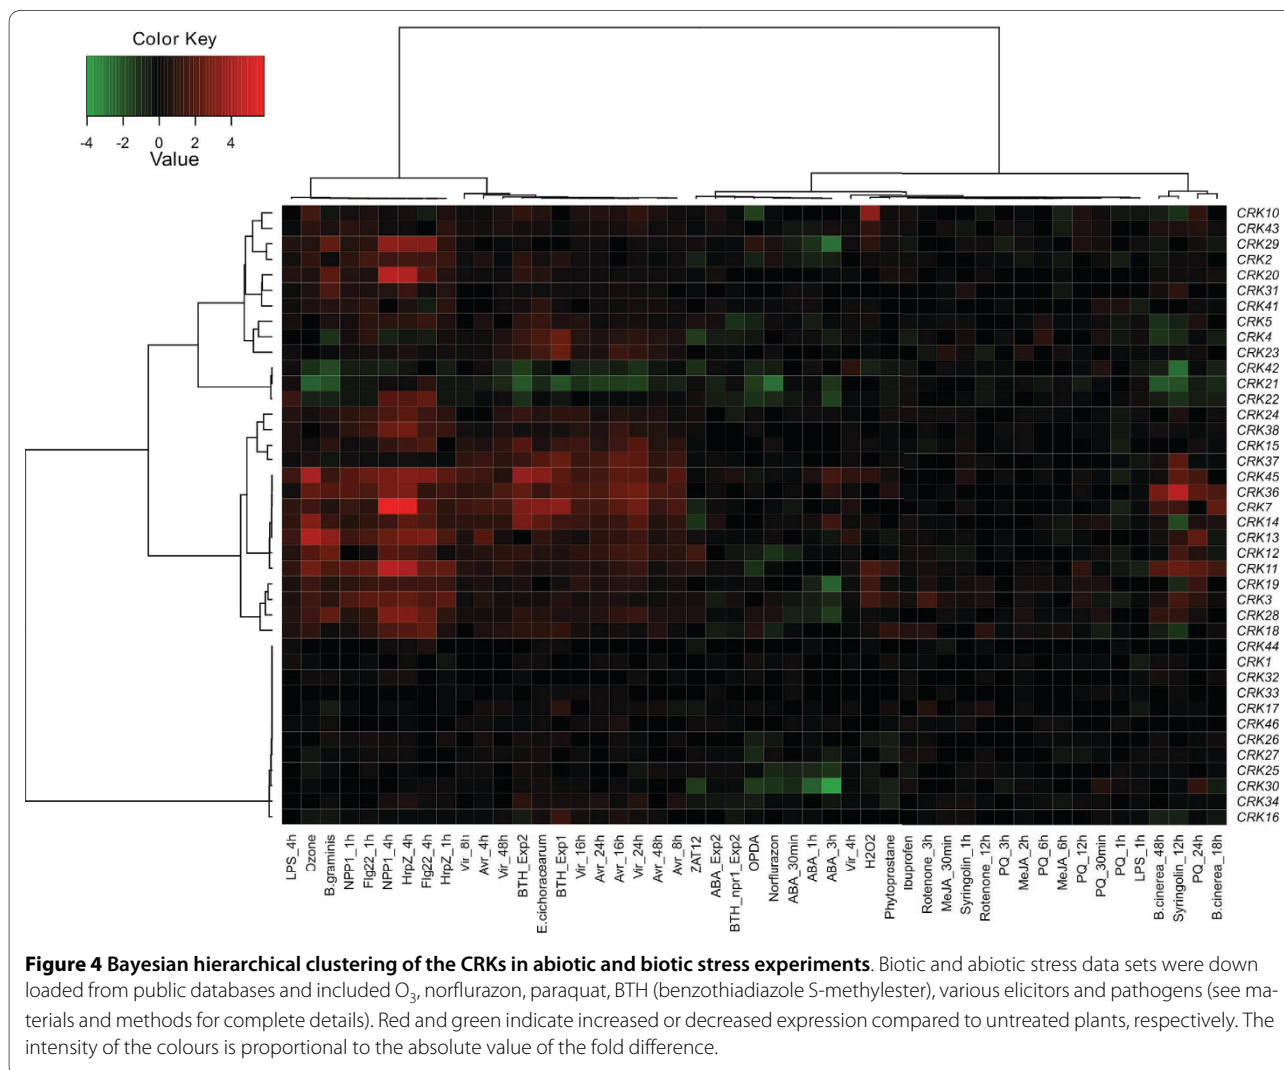 Color Key
-4 -2 0 2 4
Value
CRK10
CRK43
CRK29
CRK2
CRK20
CRK31
CRK41
CRK5
CRK4
CRK23
CRK42
CRK21
CRK22
CRK24
CRK38
CRK15
CRK37
CRK45
CRK36
CRK7
CRK14
CRK13
CRK12
CRK11
CRK19
CRK3
CRK28
CRK18
CRK44
CRK1
CRK32
CRK33
CRK17
CRK46
CRK26
CRK27
CRK25
CRK30
CRK34
CRK16
LPS_4h
Ozone
B.graminis
NPP1_1h
Flg22_1h
NPP1_4h
HrpZ_4h
Flg22_4h
HrpZ_1h
Vir_8h
Avr_4h
Vir_48h
BTH_Exp2
E.cichoracearum
BTH_Exp1
Vir_16h
Avr_24h
Avr_16h
Vir_24h
Avr_48h
Avr_8h
ZAT12
ABA_Exp2
BTH_npr1_Exp2
OPDA
Norflurazon
ABA_30min
ABA_1h
ABA_3h
Vir_4h
H2O2
Phytoprostane
Ibuprofen
Rotenone_3h
MeJA_30min
Syringolin_1h
Rotenone_12h
PQ_3h
MeJA_2h
PQ_6h
MeJA_6h
PQ_12h
PQ_30min
PQ_1h
LPS_1h
B.cinerea_48h
Syringolin_12h
PQ_24h
B.cinerea_18h
Figure 4 Bayesian hierarchical clustering of the CRKs in abiotic and biotic stress experiments. Biotic and abiotic stress data sets were down
loaded from public databases and included O3, norflurazon, paraquat, BTH (benzothiadiazole S-methylester), various elicitors and pathogens (see ma-
terials and methods for complete details). Red and green indicate increased or decreased expression compared to untreated plants, respectively. The
intensity of the colours is proportional to the absolute value of the fold difference.